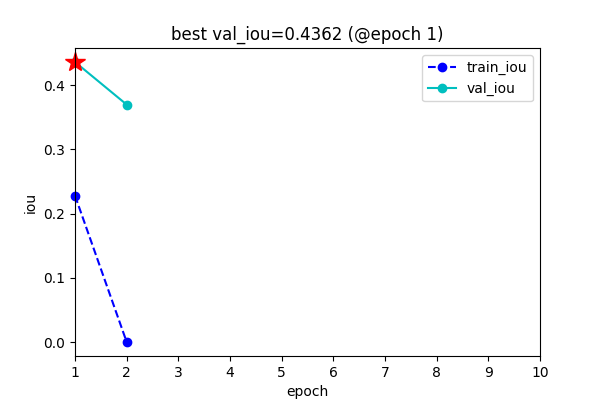 best val_iou=0.4362 (@epoch 1)
train_iou
val_iou
iou
0.4
0.3
0.2
0.1
0.0
1 2 3 4 5 6 7 8 9 10
epoch